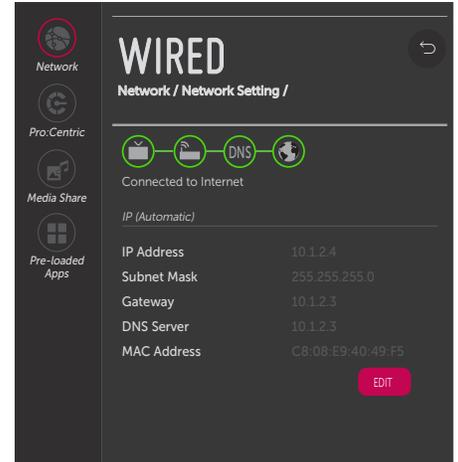 Network
WIRED
Network / Network Setting /
Pro:Centric
DNS
Connected to Internet
Media Share
IP (Automatic)
Pre-loaded
Apps
IP Address 10.1.2.4
Subnet Mask 255.255.255.0
Gateway 10.1.2.3
DNS Server 10.1.2.3
MAC Address C8:08:E9:40:49:F5
EDIT